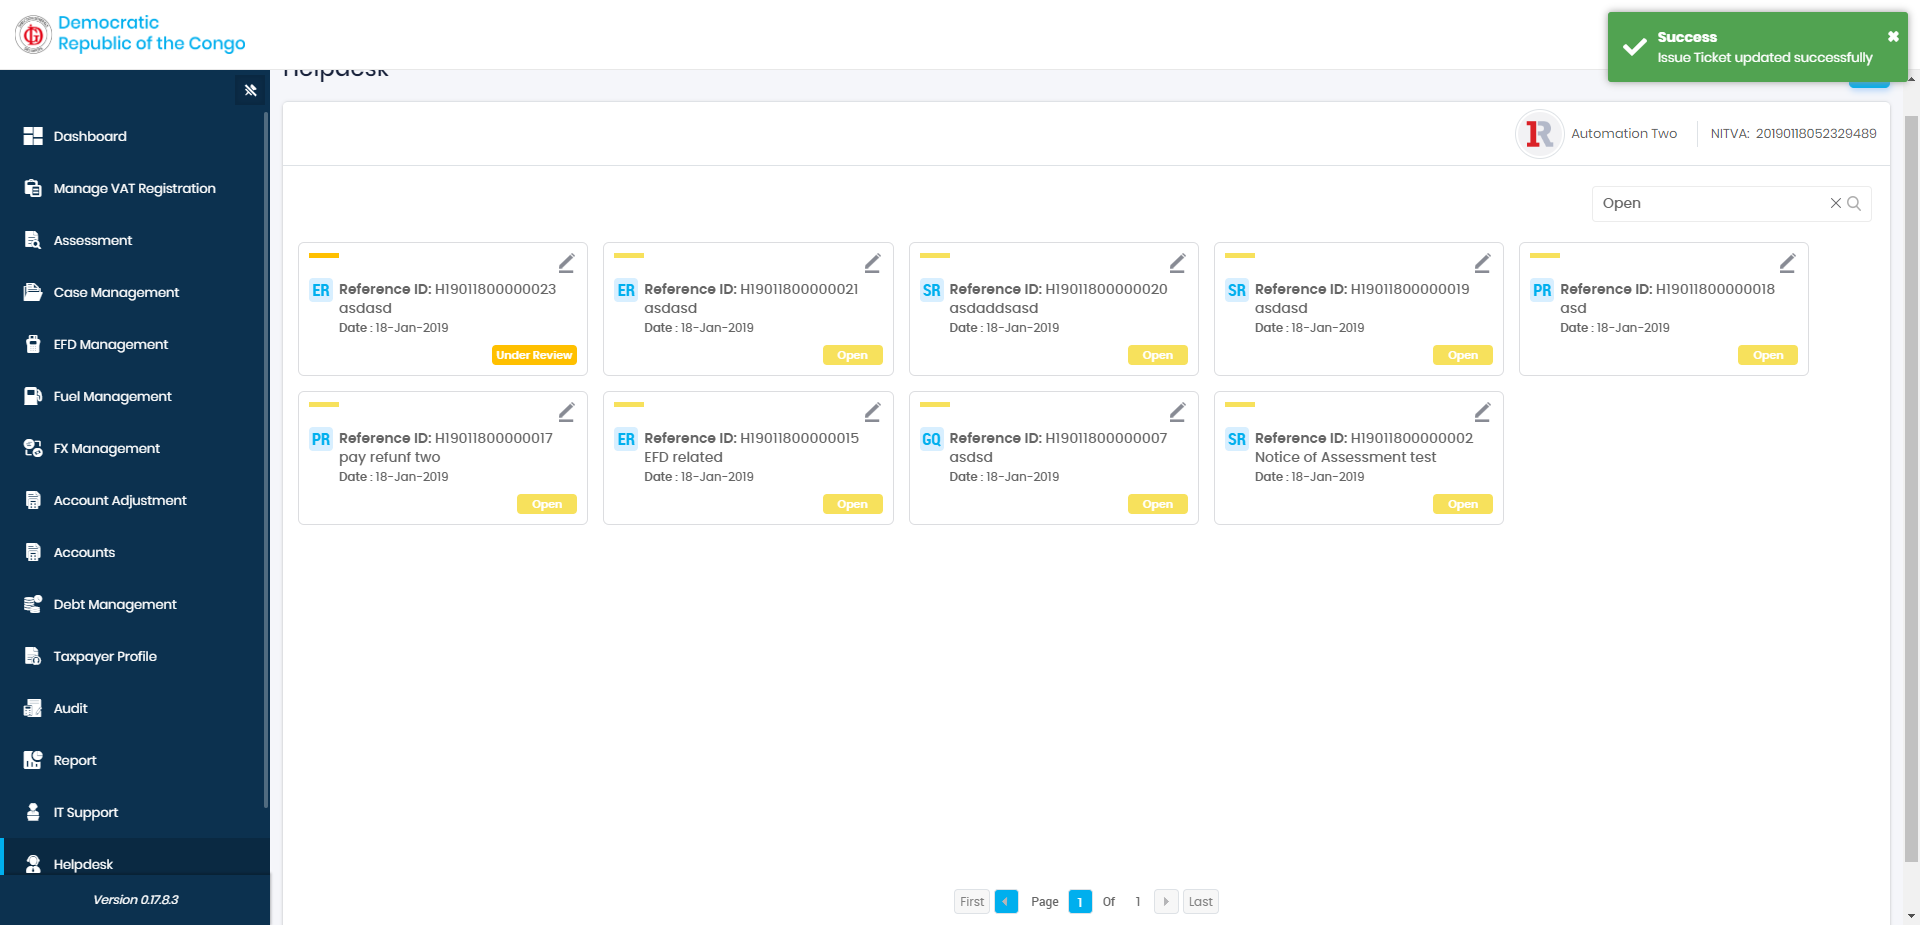 Democratic
Republic of the Congo
Success
Issue Ticket updated successfully
Helpdesk
Dashboard
Manage VAT Registration
Assessment
Case Management
EFD Management
Fuel Management
FX Management
Account Adjustment
Accounts
Debt Management
Taxpayer Profile
Audit
Report
IT Support
Helpdesk
Version 0.17.8.3
1R Automation Two NITVA: 20190118052329489
Open
ER Reference ID: H19011800000023
asdasd
Date : 18-Jan-2019
Under Review
ER Reference ID: H19011800000021
asdasd
Date : 18-Jan-2019
Open
SR Reference ID: H19011800000020
asdaddsasd
Date : 18-Jan-2019
Open
SR Reference ID: H19011800000019
asdasd
Date : 18-Jan-2019
Open
PR Reference ID: H19011800000018
asd
Date : 18-Jan-2019
Open
PR Reference ID: H19011800000017
pay refunf two
Date : 18-Jan-2019
Open
ER Reference ID: H19011800000015
EFD related
Date : 18-Jan-2019
Open
GQ Reference ID: H19011800000007
asdsd
Date : 18-Jan-2019
Open
SR Reference ID: H19011800000002
Notice of Assessment test
Date : 18-Jan-2019
Open
First Page 1 Of 1 Last